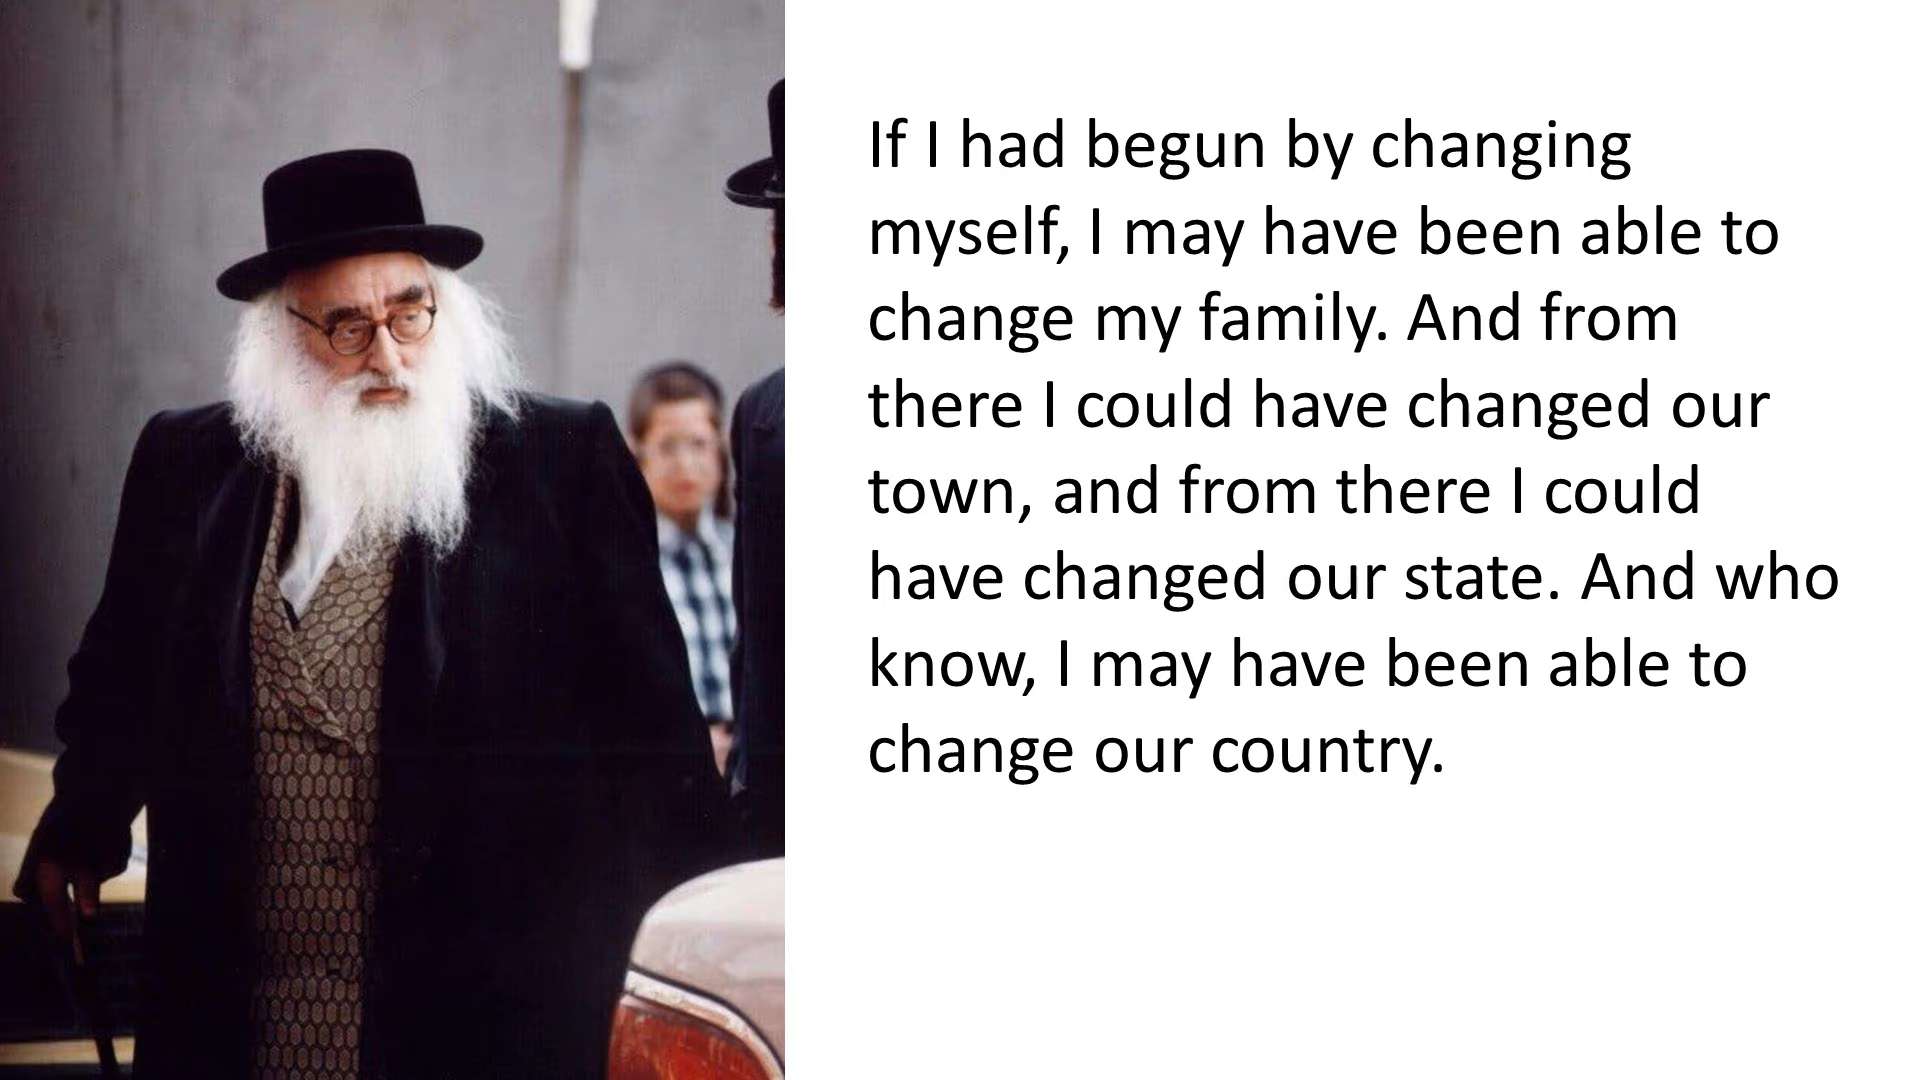 If I had begun by changing
myself, I may have been able to
change my family. And from
there I could have changed our
town, and from there I could
have changed our state. And who
know, I may have been able to
change our country.